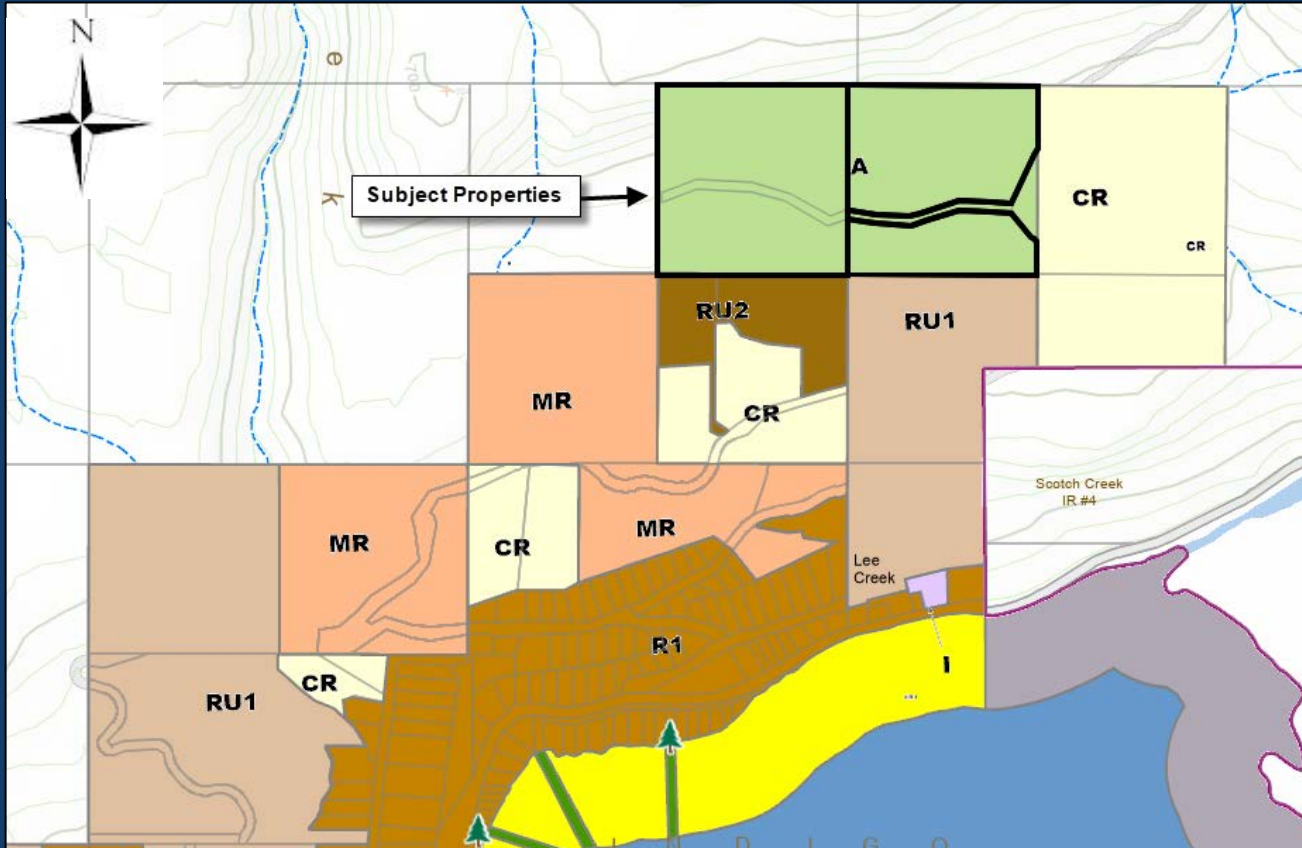 N
e
k
700
Subject Properties
A
CR
CR
RU2
RU1
MR
CR
Scotch Creek
IR #4
MR
CR
MR
Lee
Creek
R1
I
CR
RU1
I N D I G O